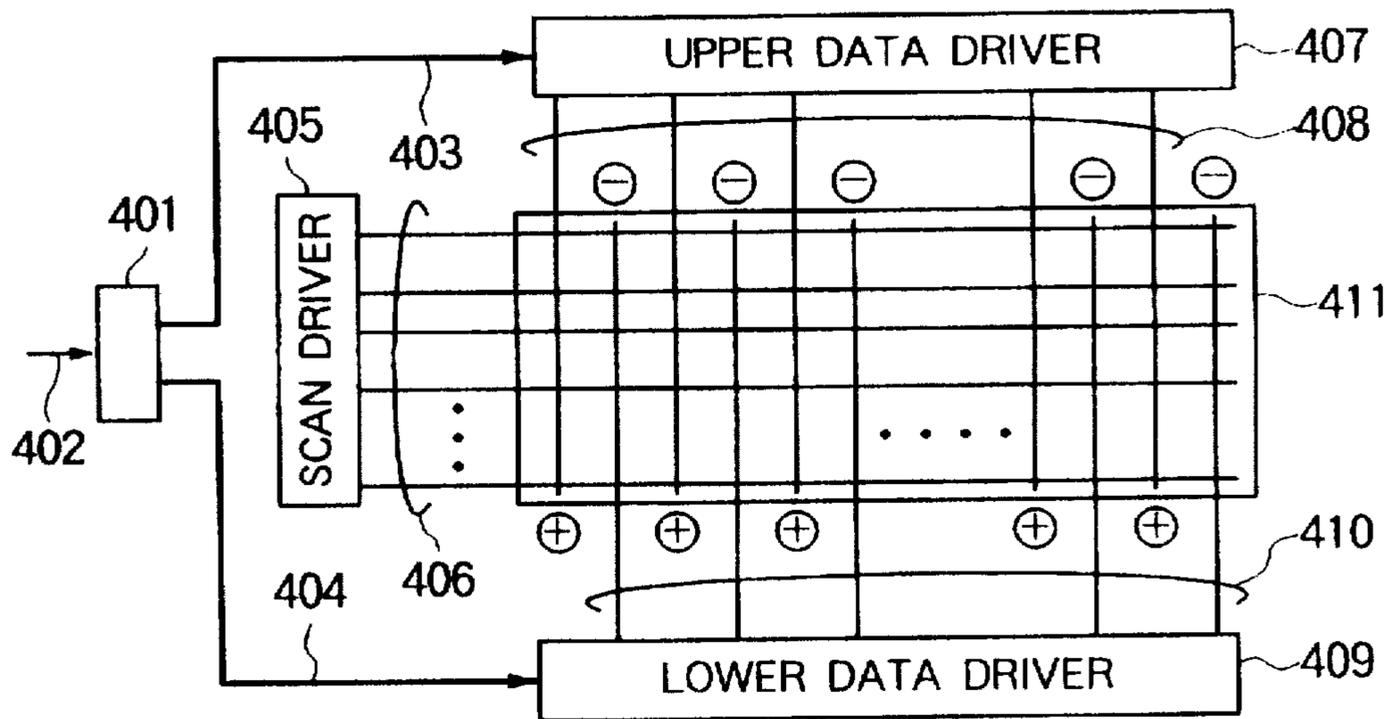 UPPER DATA DRIVER
407
403
408
405
⊖ ⊖ ⊖ ⊖ ⊖
401
SCAN DRIVER
411
402
406
⊕ ⊕ ⊕ ⊕ ⊕
410
404
LOWER DATA DRIVER
409